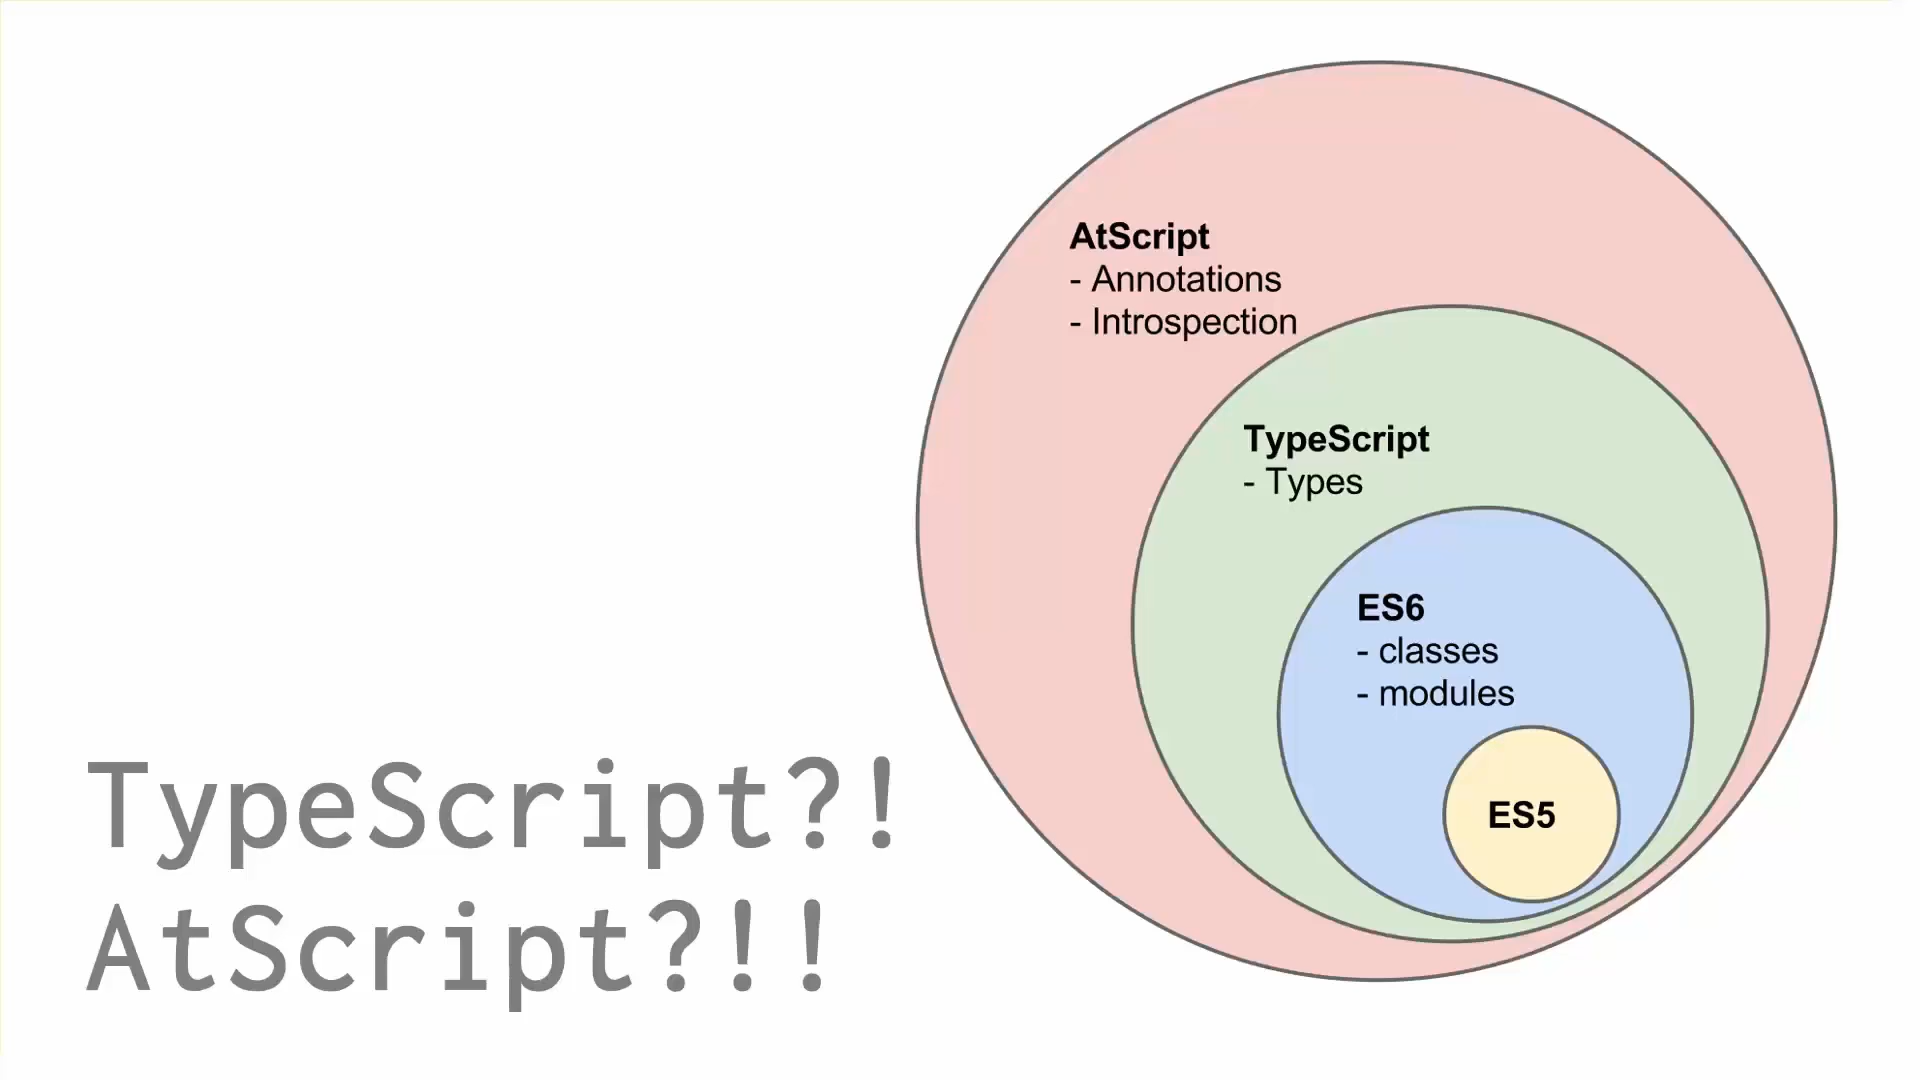 AtScript
- Annotations
- Introspection
TypeScript
- Types
ES6
- classes
- modules
ES5
TypeScript?!
AtScript?!!